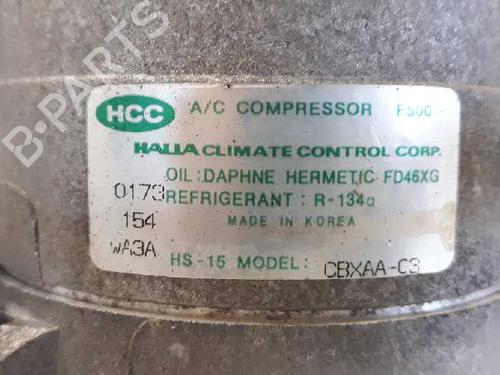 B-PARTS
HCC A/C COMPRESSOR F500
HALLA CLIMATE CONTROL CORP.
OIL : DAPHNE HERMETIC FD46XG
0173 REFRIGERANT : R-134a
154 MADE IN KOREA
WA3A HS-15 MODEL: CBXAA-C3